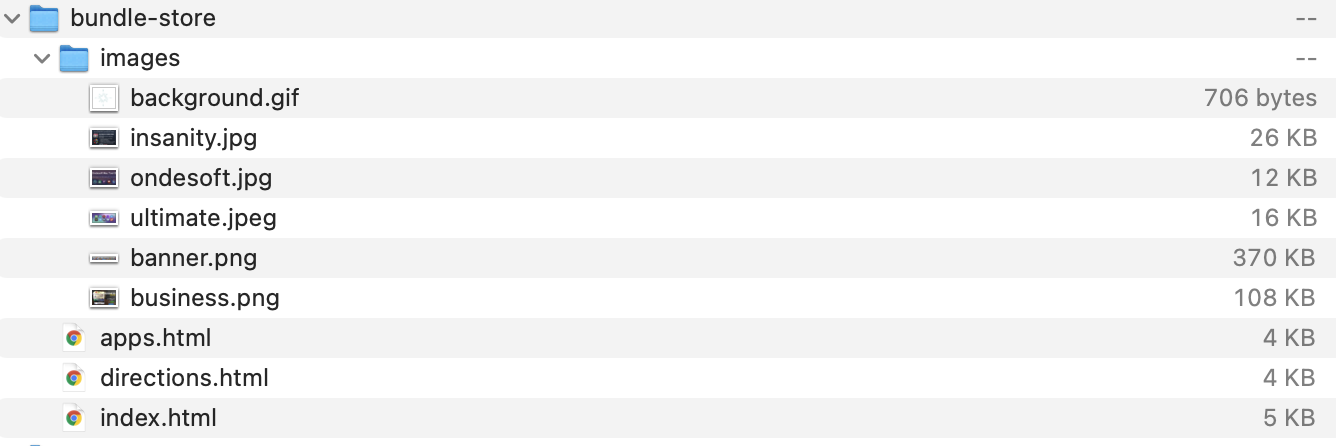 bundle-store --
images --
background.gif 706 bytes
insanity.jpg 26 KB
ondesoft.jpg 12 KB
ultimate.jpeg 16 KB
banner.png 370 KB
business.png 108 KB
apps.html 4 KB
directions.html 4 KB
index.html 5 KB